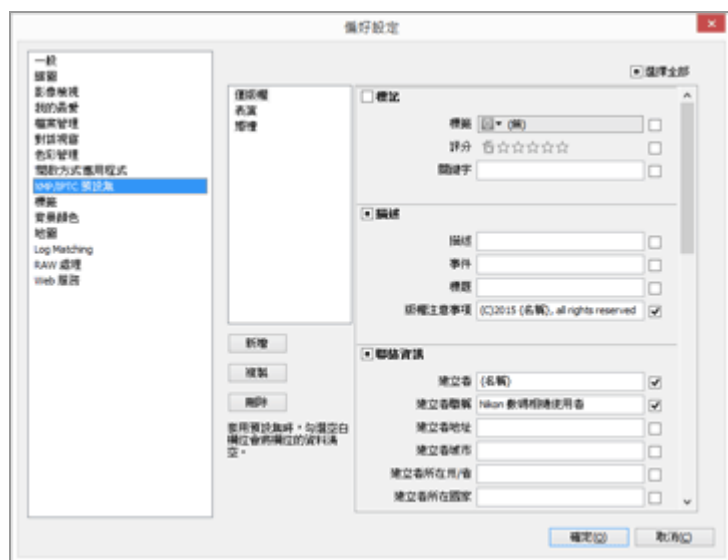 偏好設定
一般
縮圖
影像檢視
我的最愛
檔案管理
對話視窗
色彩管理
開啟方式應用程式
XMP/IPTC 預設集
標籤
背景顏色
地圖
Log Matching
RAW 處理
Web 服務
僅版權
表演
婚禮
新增
複製
刪除
套用預設集時，勾選空白
欄位會將欄位的資料清
空。
選擇全部
標記
標籤 (無)
評分
關鍵字
描述
描述
事件
標題
版權注意事項 (C)2015 {名稱}, all rights reserved
聯絡資訊
建立者 {名稱}
建立者職稱 Nikon 數碼相機使用者
建立者地址
建立者城市
建立者所在州/省
建立者所在國家
確定(O) 取消(C)